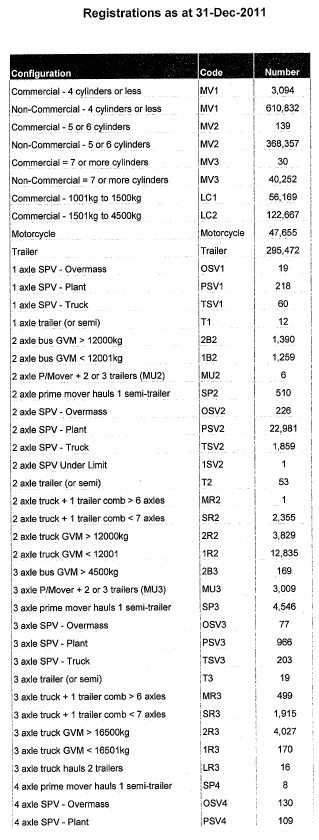 Registrations as at 31-Dec-2011
Configuration Code Number
Commercial - 4 cylinders or less MV1 3,094
Non-Commercial - 4 cylinders or less MV1 610,832
Commercial - 5 or 6 cylinders MV2 139
Non-Commercial - 5 or 6 cylinders MV2 368,357
Commercial = 7 or more cylinders MV3 30
Non-Commercial = 7 or more cylinders MV3 40,252
Commercial - 1001kg to 1500kg LC1 56,169
Commercial - 1501kg to 4500kg LC2 122,667
Motorcycle Motorcycle 47,655
Trailer Trailer 295,472
1 axle SPV - Overmass OSV1 19
1 axle SPV - Plant PSV1 218
1 axle SPV - Truck TSV1 60
1 axle trailer (or semi) T1 12
2 axle bus GVM > 12000kg 2B2 1,390
2 axle bus GVM < 12001kg 1B2 1,259
2 axle P/Mover + 2 or 3 trailers (MU2) MU2 6
2 axle prime mover hauls 1 semi-trailer SP2 510
2 axle SPV - Overmass OSV2 226
2 axle SPV - Plant PSV2 22,981
2 axle SPV - Truck TSV2 1,859
2 axle SPV Under Limit 1SV2 1
2 axle trailer (or semi) T2 53
2 axle truck + 1 trailer comb > 6 axles MR2 1
2 axle truck + 1 trailer comb < 7 axles SR2 2,355
2 axle truck GVM > 12000kg 2R2 3,829
2 axle truck GVM < 12001 1R2 12,835
3 axle bus GVM > 4500kg 2B3 169
3 axle P/Mover + 2 or 3 trailers (MU3) MU3 3,009
3 axle prime mover hauls 1 semi-trailer SP3 4,546
3 axle SPV - Overmass OSV3 77
3 axle SPV - Plant PSV3 966
3 axle SPV - Truck TSV3 203
3 axle trailer (or semi) T3 19
3 axle truck + 1 trailer comb > 6 axles MR3 499
3 axle truck + 1 trailer comb < 7 axles SR3 1,915
3 axle truck GVM > 16500kg 2R3 4,027
3 axle truck GVM < 16501kg 1R3 170
3 axle truck hauls 2 trailers LR3 16
4 axle prime mover hauls 1 semi-trailer SP4 8
4 axle SPV - Overmass OSV4 130
4 axle SPV - Plant PSV4 109